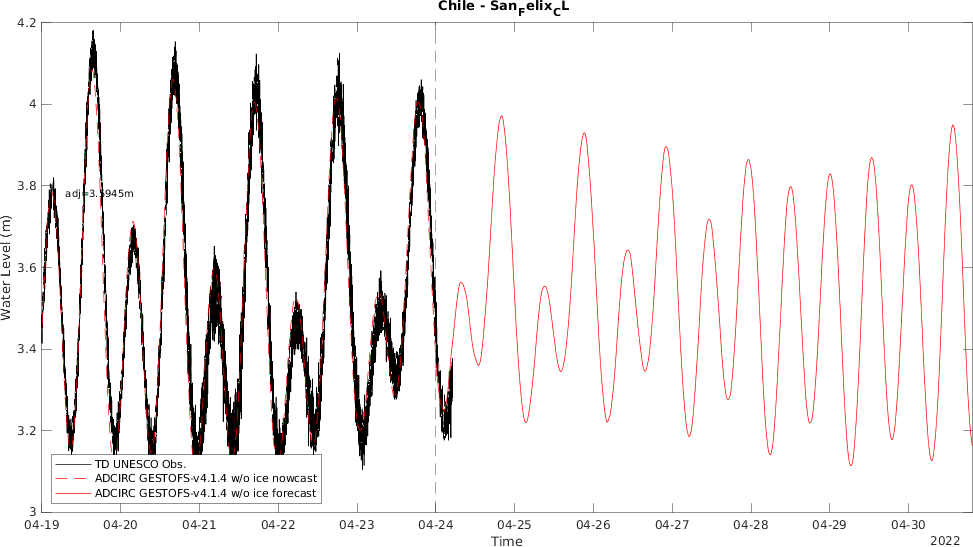 Chile - SanFelixCL
4.2
4
3.8
3.6
3.4
3.2
3
Water Level (m)
adj=3.5945m
TD UNESCO Obs.
ADCIRC GESTOFS-v4.1.4 w/o ice nowcast
ADCIRC GESTOFS-v4.1.4 w/o ice forecast
04-19 04-20 04-21 04-22 04-23 04-24 04-25 04-26 04-27 04-28 04-29 04-30
Time
2022